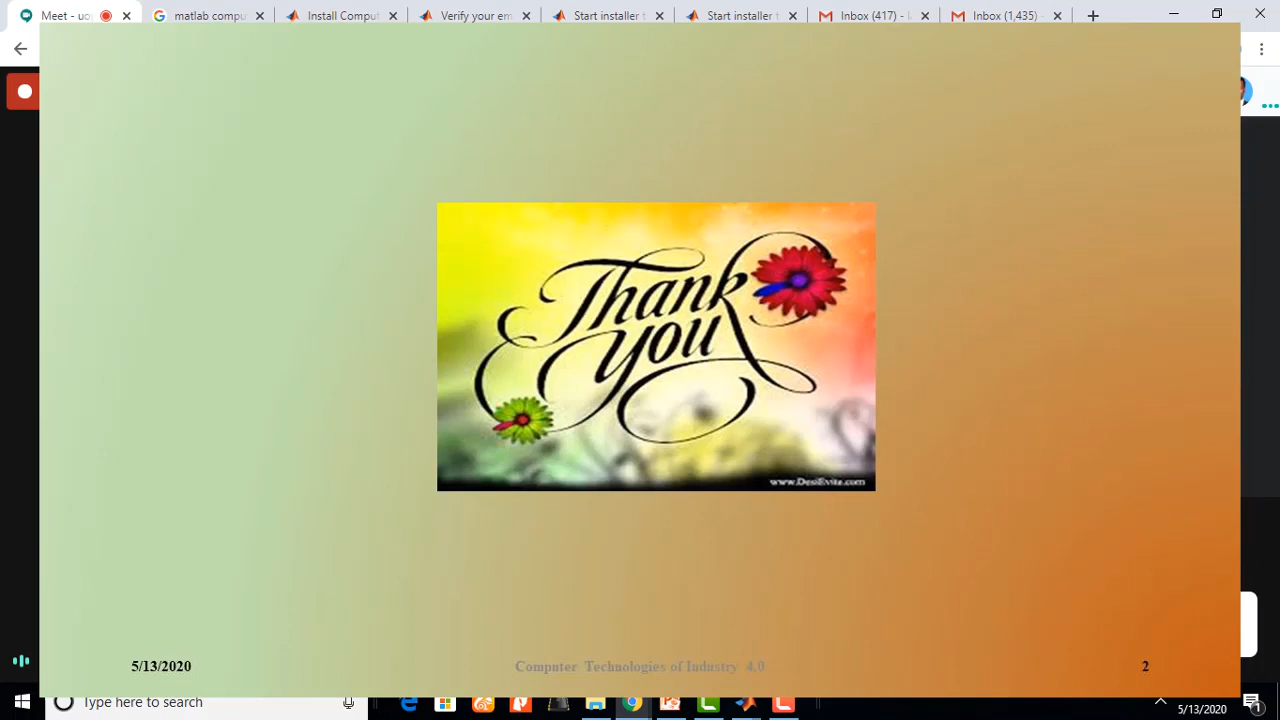 Meet - uo
matlab compu
Install Comput
Verify your em
Start installer t
Start installer t
Inbox (417) -
Inbox (1,435) -
Thank
you
www.DesiEvite.com
5/13/2020
Computer Technologies of Industry 4.0
2
Type here to search
5/13/2020
1